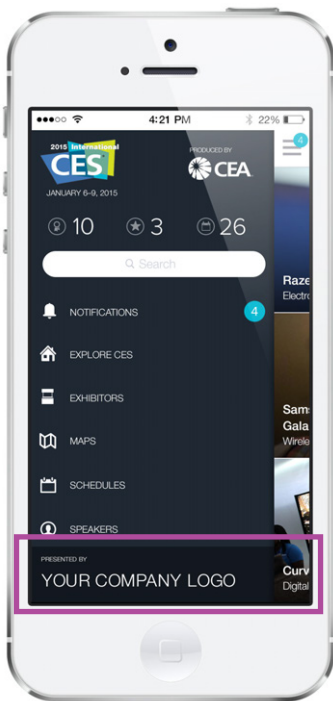 4:21 PM
22%
2015 International
CES
JANUARY 6-9, 2015
PRODUCED BY
CEA
4
10
3
26
Search
NOTIFICATIONS
4
EXPLORE CES
EXHIBITORS
MAPS
SCHEDULES
SPEAKERS
PRESENTED BY
YOUR COMPANY LOGO
Raze
Electro
Sam
Gala
Wirele
Curv
Digital